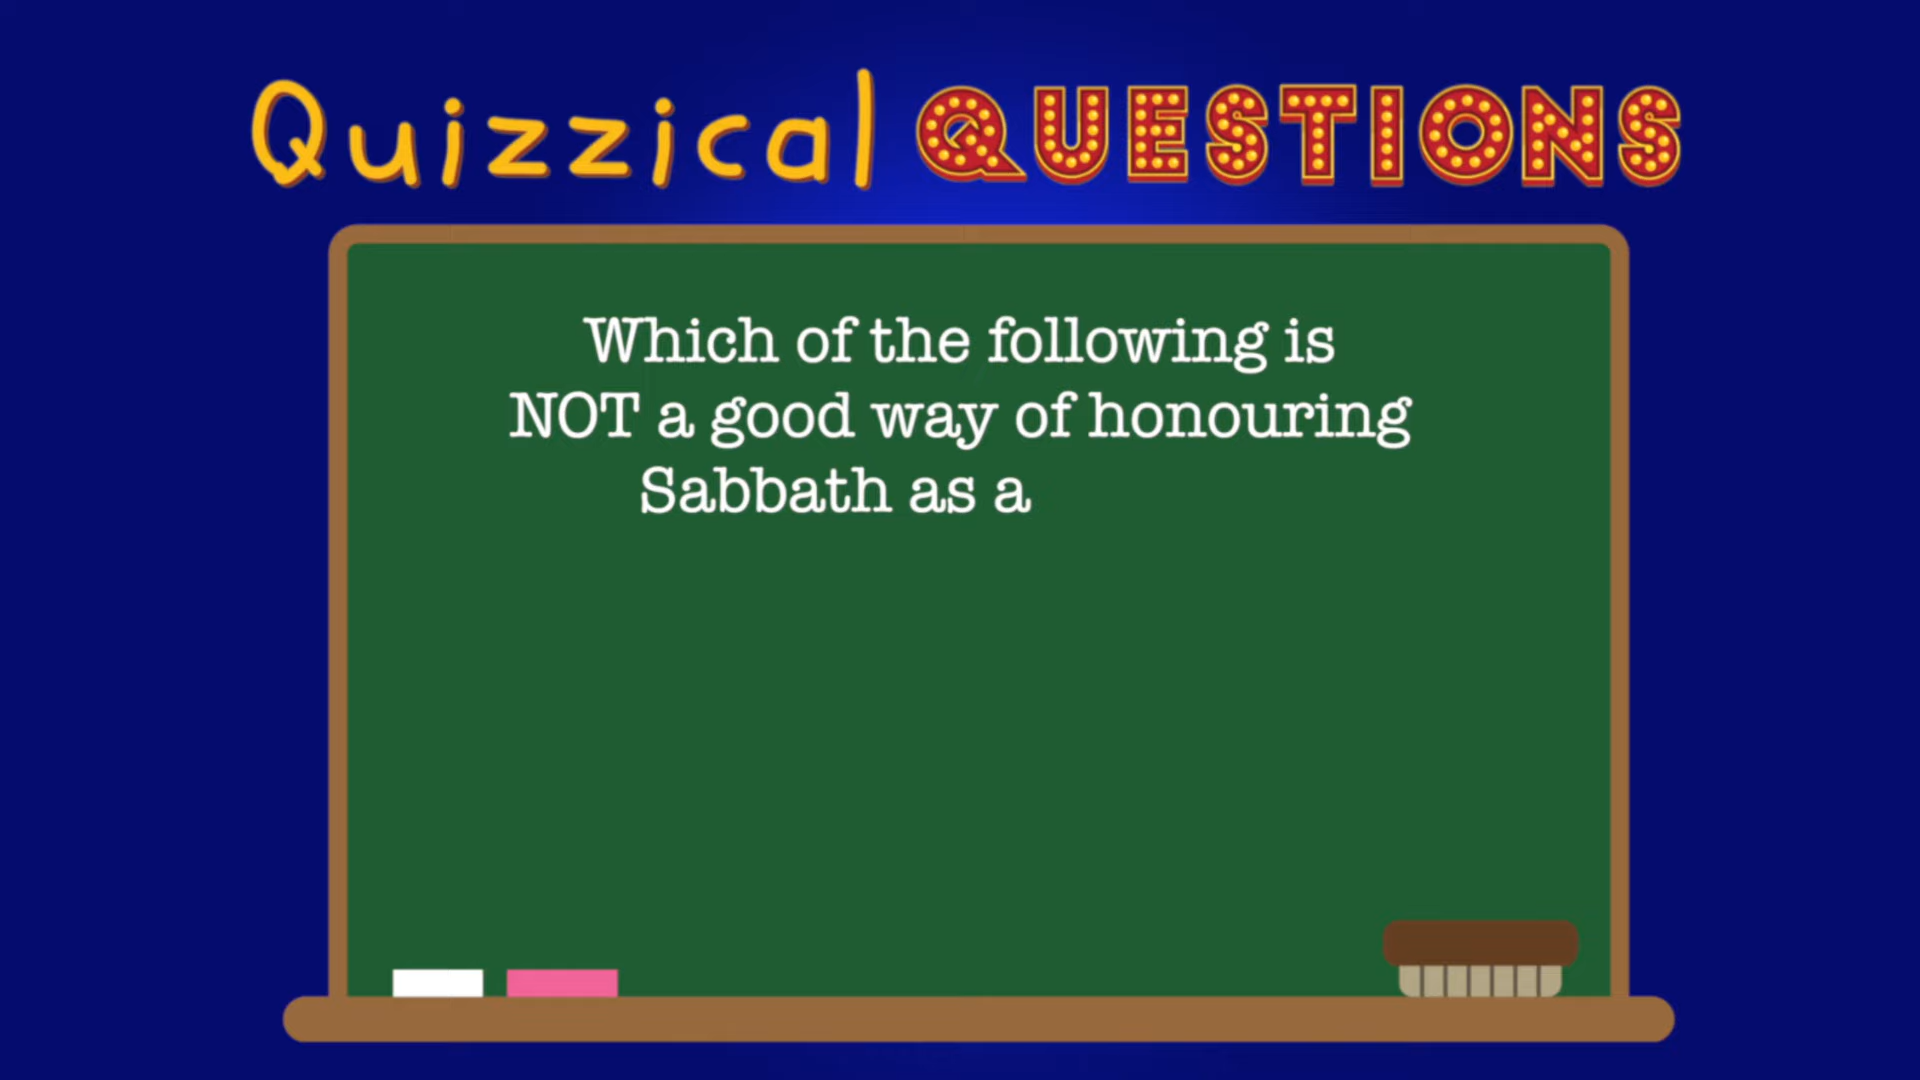 Quizzical QUESTIONS
Which of the following is
NOT a good way of honouring
Sabbath as a